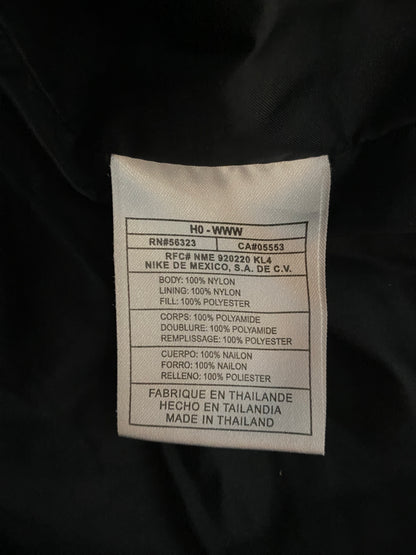 H0 - WWW
RN#56323 CA#05553
RFC# NME 920220 KL4
NIKE DE MEXICO, S.A. DE C.V.
BODY: 100% NYLON
LINING: 100% NYLON
FILL: 100% POLYESTER
CORPS: 100% POLYAMIDE
DOUBLURE: 100% POLYAMIDE
REMPLISSAGE: 100% POLYESTER
CUERPO: 100% NAILON
FORRO: 100% NAILON
RELLENO: 100% POLIESTER
FABRIQUE EN THAILANDE
HECHO EN TAILANDIA
MADE IN THAILAND